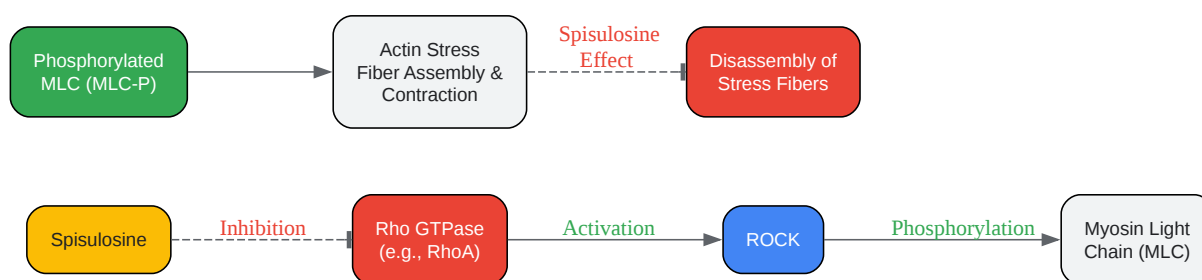 Phosphorylated
MLC (MLC-P)
Actin Stress
Fiber Assembly &
Contraction
Spisulosine
Effect
Disassembly of
Stress Fibers
Spisulosine
Inhibition
Rho GTPase
(e.g., RhoA)
Activation
ROCK
Phosphorylation
Myosin Light
Chain (MLC)